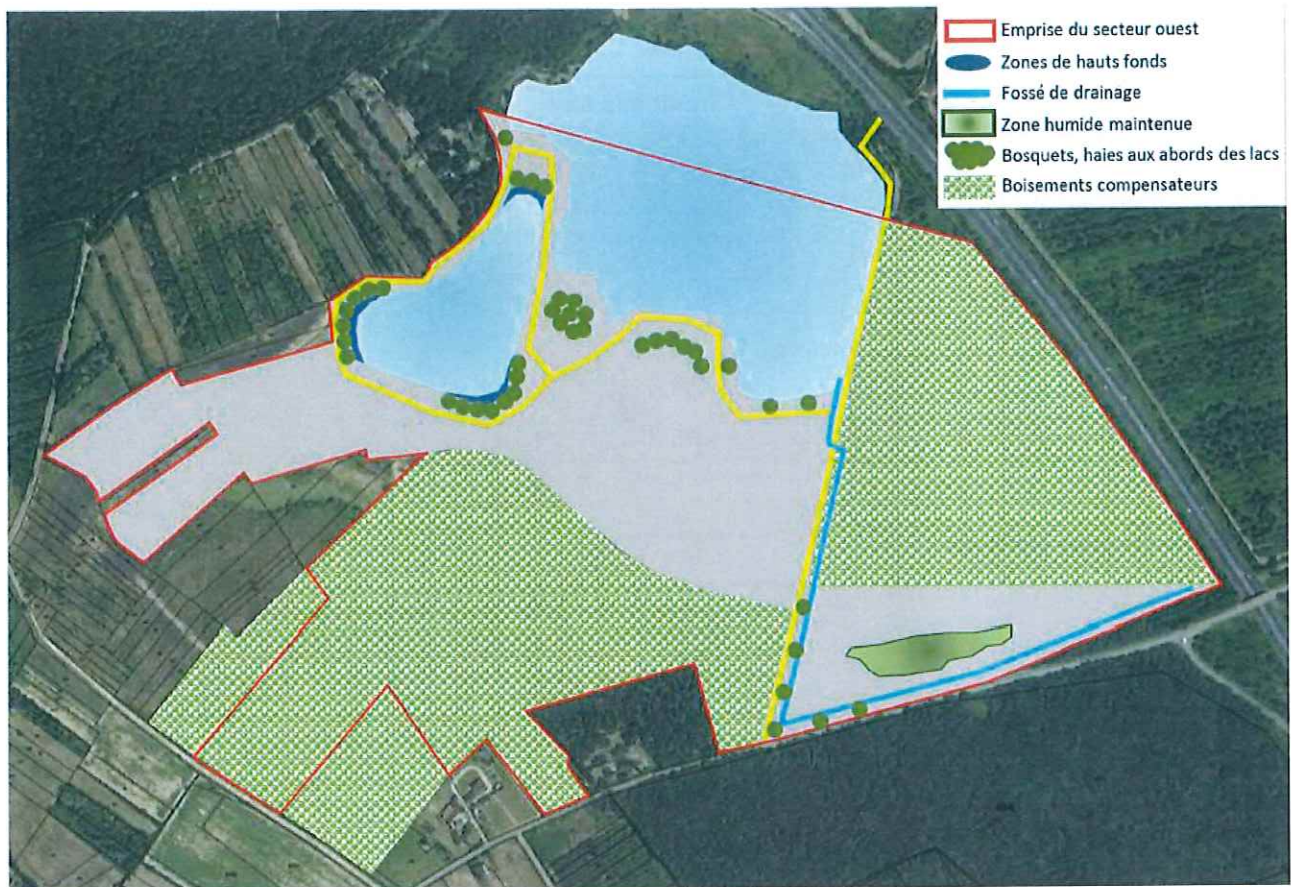 Emprise du secteur ouest
Zones de hauts fonds
Fossé de drainage
Zone humide maintenue
Bosquets, haies aux abords des lacs
Boisements compensateurs